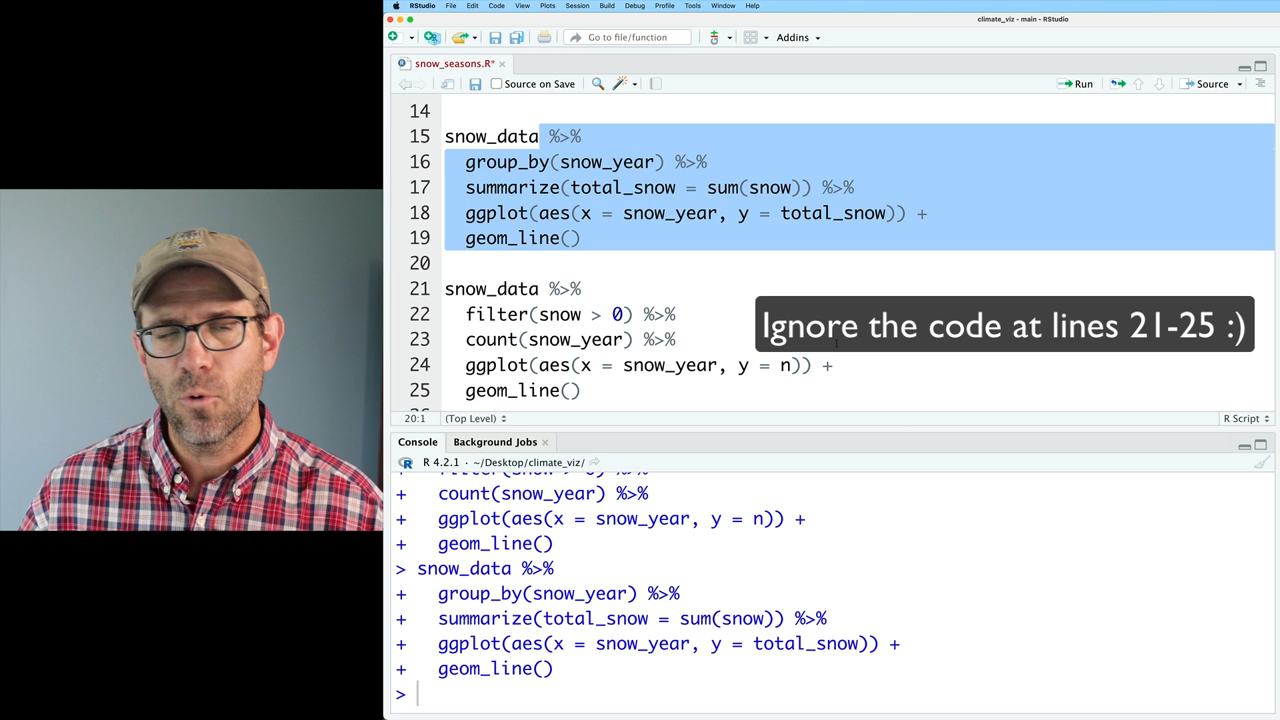 RStudio File Edit Code View Plots Session Build Debug Profile Tools Window Help
climate_viz - main - RStudio
Go to file/function Addins
snow_seasons.R* ×
Source on Save Run Source
14
15 snow_data %>%
16 group_by(snow_year) %>%
17 summarize(total_snow = sum(snow)) %>%
18 ggplot(aes(x = snow_year, y = total_snow)) +
19 geom_line()
20
21 snow_data %>%
22 filter(snow > 0) %>%
Ignore the code at lines 21-25 :)
23 count(snow_year) %>%
24 ggplot(aes(x = snow_year, y = n)) +
25 geom_line()
20:1 (Top Level) R Script
Console Background Jobs ×
R 4.2.1 · ~/Desktop/climate_viz/
+ count(snow_year) %>%
+ ggplot(aes(x = snow_year, y = n)) +
+ geom_line()
> snow_data %>%
+ group_by(snow_year) %>%
+ summarize(total_snow = sum(snow)) %>%
+ ggplot(aes(x = snow_year, y = total_snow)) +
+ geom_line()
>